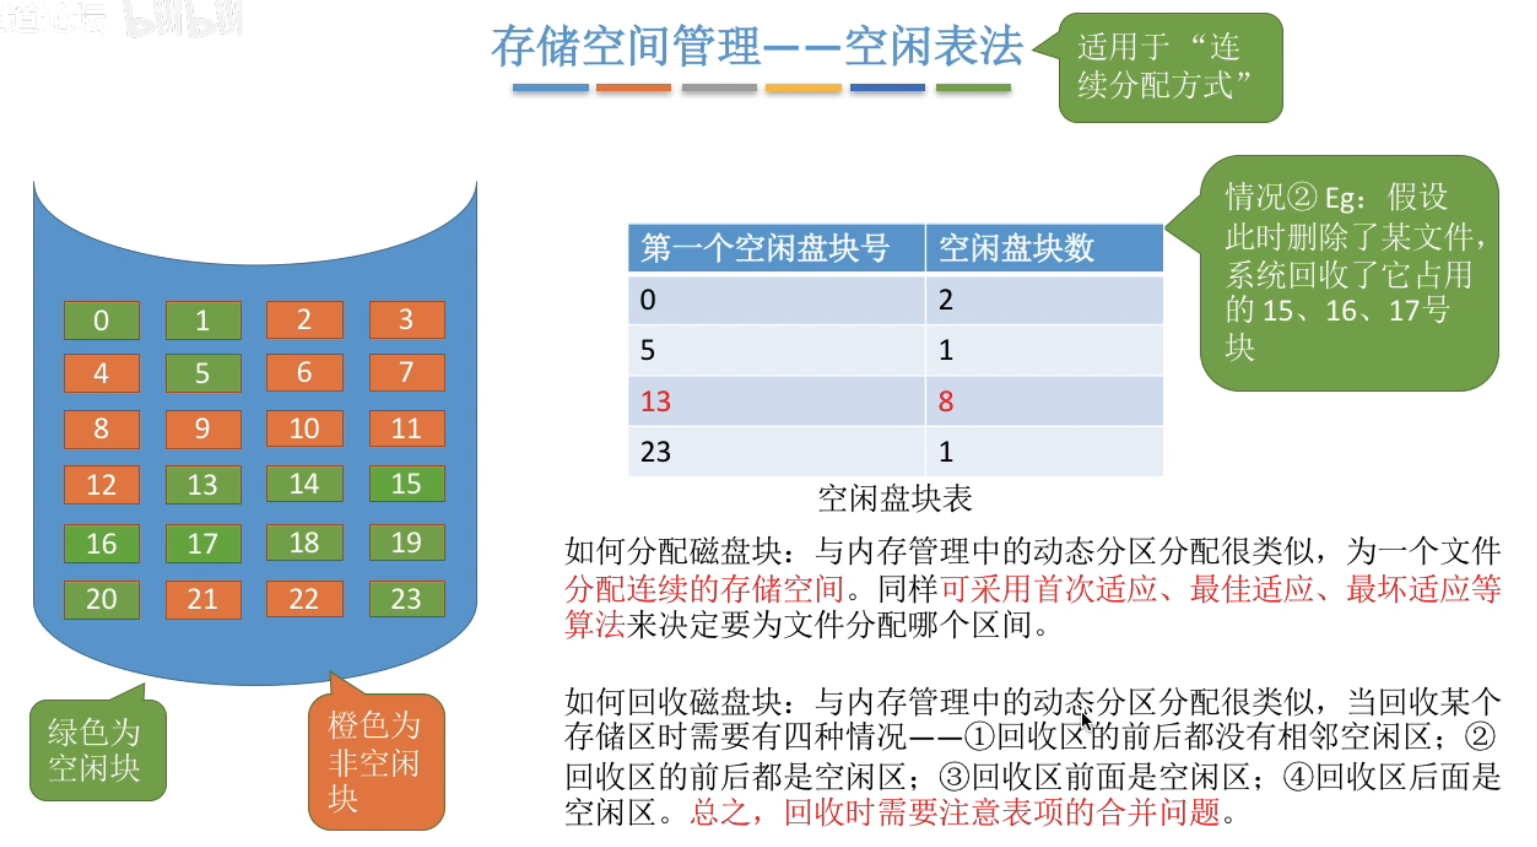 道论坛 bilibili
存储空间管理——空闲表法
适用于 “连
续分配方式”
情况② Eg：假设
此时删除了某文件，
系统回收了它占用
的 15、16、17号
块
第一个空闲盘块号 空闲盘块数
0 2
5 1
13 8
23 1
空闲盘块表
0 1 2 3
4 5 6 7
8 9 10 11
12 13 14 15
16 17 18 19
20 21 22 23
绿色为
空闲块
橙色为
非空闲
块
如何分配磁盘块：与内存管理中的动态分区分配很类似，为一个文件
分配连续的存储空间。同样可采用首次适应、最佳适应、最坏适应等
算法来决定要为文件分配哪个区间。
如何回收磁盘块：与内存管理中的动态分区分配很类似，当回收某个
存储区时需要有四种情况——①回收区的前后都没有相邻空闲区；②
回收区的前后都是空闲区；③回收区前面是空闲区；④回收区后面是
空闲区。总之，回收时需要注意表项的合并问题。